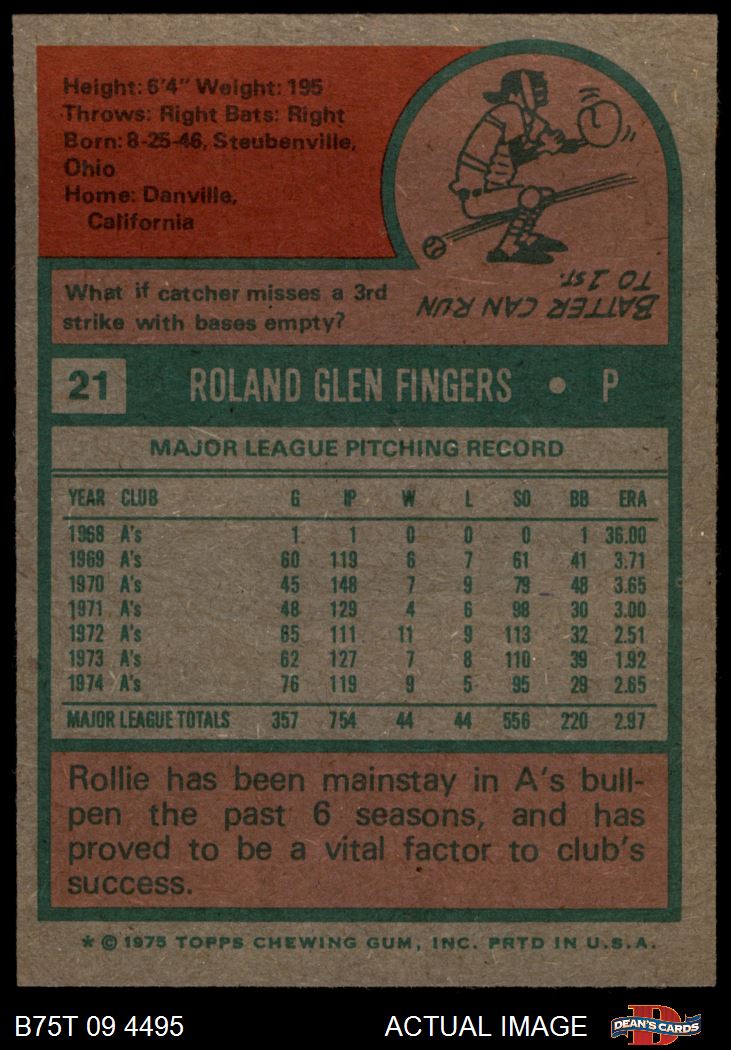 Height: 6'4" Weight: 195
Throws: Right Bats: Right
Born: 8-25-46, Steubenville,
Ohio
Home: Danville,
California
What if catcher misses a 3rd
strike with bases empty?
BATTER CAN RUN
TO 1ST.
21 ROLAND GLEN FINGERS • P
MAJOR LEAGUE PITCHING RECORD
YEAR CLUB G IP W L SO BB ERA
1968 A's 1 1 0 0 0 1 36.00
1969 A's 60 119 6 7 61 41 3.71
1970 A's 45 148 7 9 79 48 3.65
1971 A's 48 129 4 6 98 30 3.00
1972 A's 65 111 11 9 113 32 2.51
1973 A's 62 127 7 8 110 39 1.92
1974 A's 76 119 9 5 95 29 2.65
MAJOR LEAGUE TOTALS 357 754 44 44 556 220 2.97
Rollie has been mainstay in A's bull-
pen the past 6 seasons, and has
proved to be a vital factor to club's
success.
* © 1975 TOPPS CHEWING GUM, INC. PRTD IN U.S.A.
B75T 09 4495 ACTUAL IMAGE DEAN'S CARDS